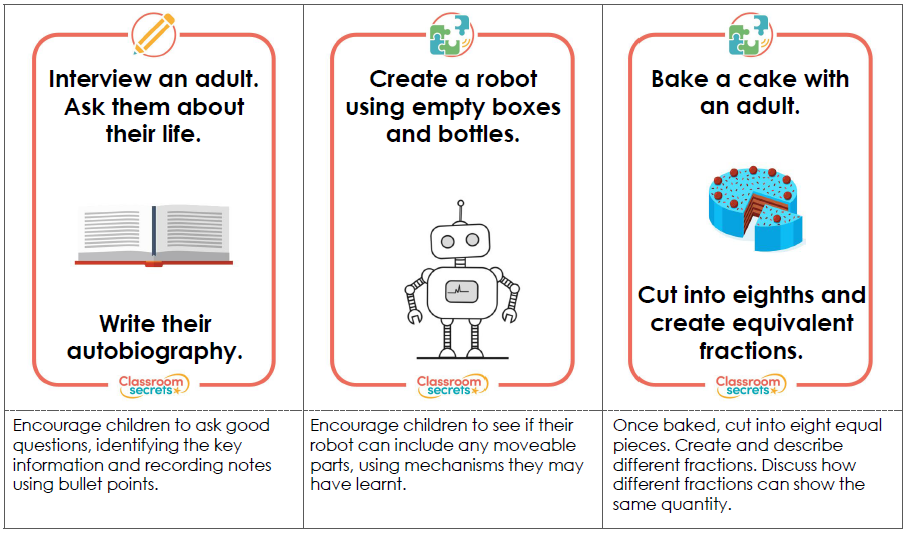 Interview an adult.
Ask them about
their life.
Write their
autobiography.
Classroom
secrets
Encourage children to ask good
questions, identifying the key
information and recording notes
using bullet points.
Create a robot
using empty boxes
and bottles.
Classroom
secrets
Encourage children to see if their
robot can include any moveable
parts, using mechanisms they may
have learnt.
Bake a cake with
an adult.
Cut into eighths and
create equivalent
fractions.
Classroom
secrets
Once baked, cut into eight equal
pieces. Create and describe
different fractions. Discuss how
different fractions can show the
same quantity.